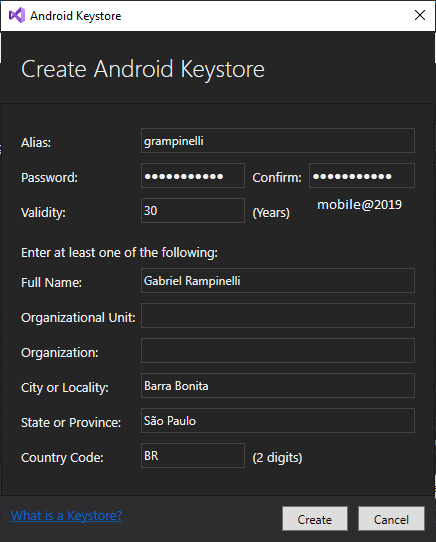 Android Keystore
Create Android Keystore
Alias: grampinelli
Password: ●●●●●●●●●●● Confirm: ●●●●●●●●●●●
Validity: 30 (Years) mobile@2019
Enter at least one of the following:
Full Name: Gabriel Rampinelli
Organizational Unit:
Organization:
City or Locality: Barra Bonita
State or Province: São Paulo
Country Code: BR (2 digits)
What is a Keystore? Create Cancel